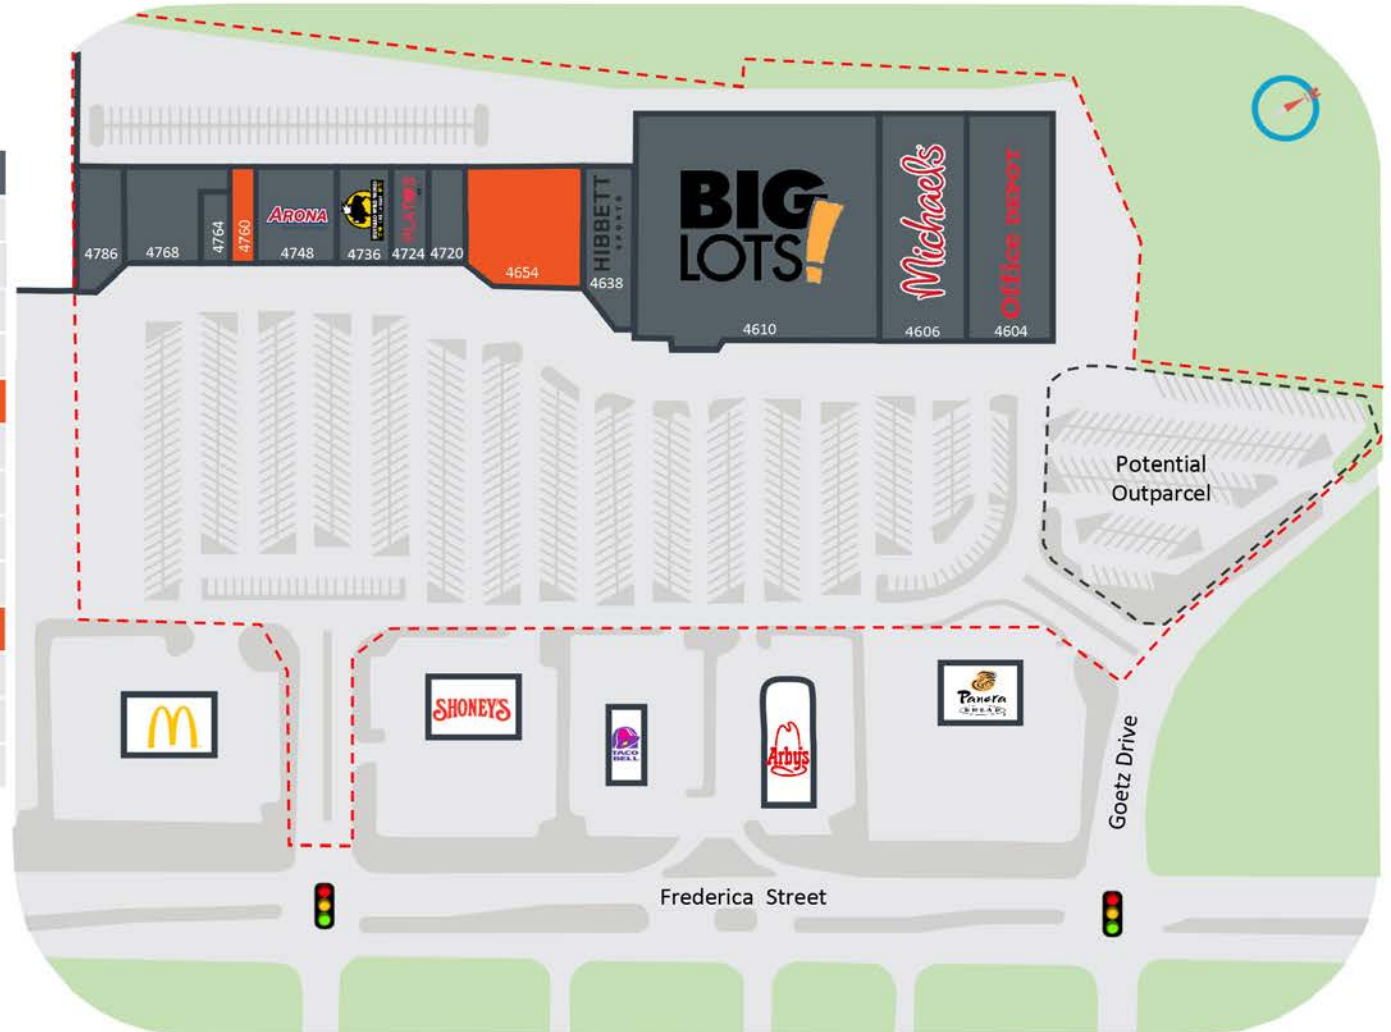 4786
4768
4764
4760
ARONA
4748
4736
4724
4720
4654
HIBBETT
SPORTS
4638
BIG
LOTS!
4610
Michaels
4606
Office DEPOT
4604
Potential
Outparcel
SHONEY'S
TACO
BELL
Arby's
Panera
BREAD
Goetz Drive
Frederica Street